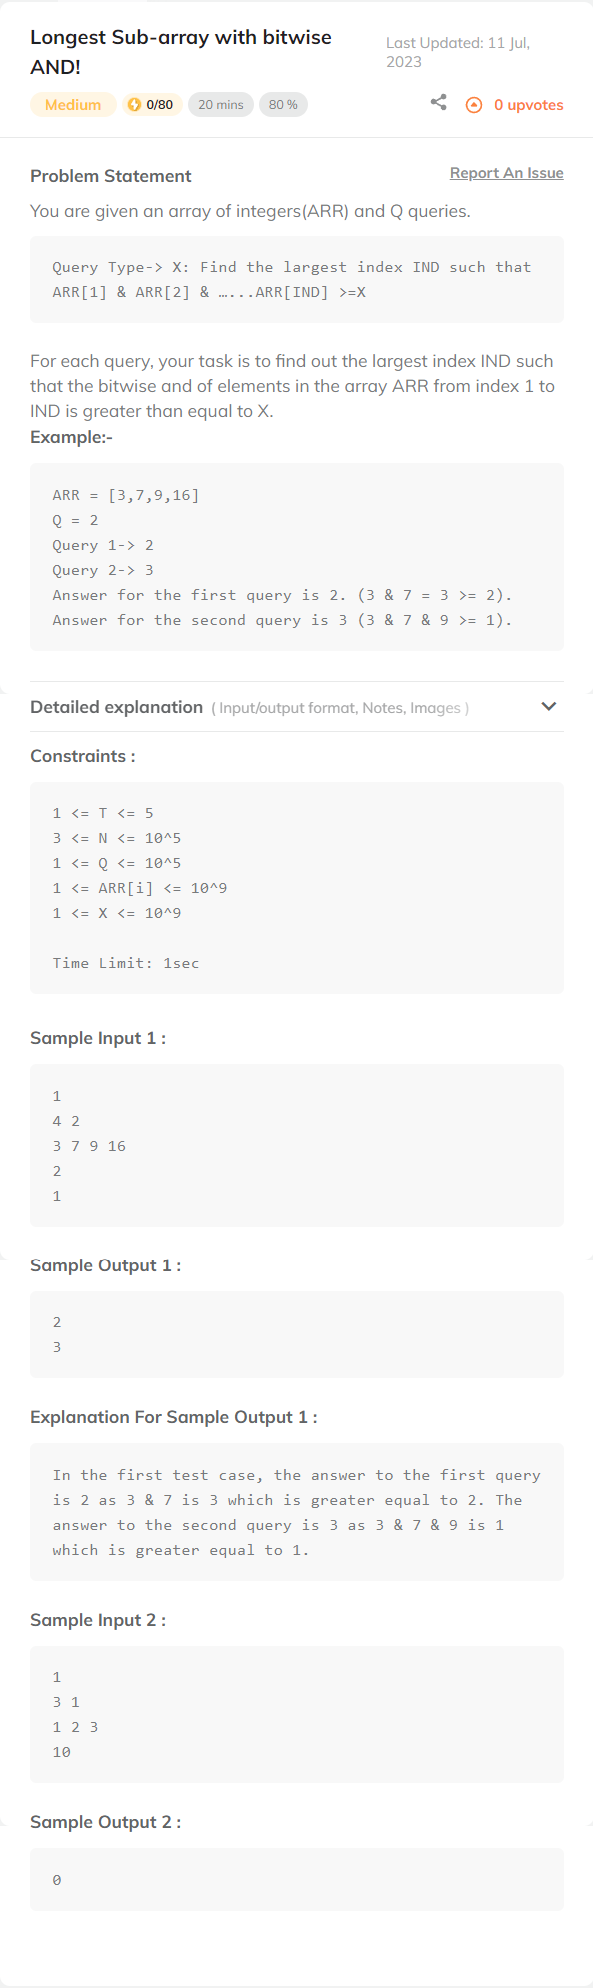 Longest Sub-array with bitwise
AND!
Last Updated: 11 Jul,
2023
Medium
0/80
20 mins
80 %
0 upvotes
Problem Statement
Report An Issue
You are given an array of integers(ARR) and Q queries.
Query Type-> X: Find the largest index IND such that
ARR[1] & ARR[2] & …...ARR[IND] >=X
For each query, your task is to find out the largest index IND such
that the bitwise and of elements in the array ARR from index 1 to
IND is greater than equal to X.
Example:-
ARR = [3,7,9,16]
Q = 2
Query 1-> 2
Query 2-> 3
Answer for the first query is 2. (3 & 7 = 3 >= 2).
Answer for the second query is 3 (3 & 7 & 9 >= 1).
Detailed explanation ( Input/output format, Notes, Images )
Constraints :
1 <= T <= 5
3 <= N <= 10^5
1 <= Q <= 10^5
1 <= ARR[i] <= 10^9
1 <= X <= 10^9
Time Limit: 1sec
Sample Input 1 :
1
4 2
3 7 9 16
2
1
Sample Output 1 :
2
3
Explanation For Sample Output 1 :
In the first test case, the answer to the first query
is 2 as 3 & 7 is 3 which is greater equal to 2. The
answer to the second query is 3 as 3 & 7 & 9 is 1
which is greater equal to 1.
Sample Input 2 :
1
3 1
1 2 3
10
Sample Output 2 :
0